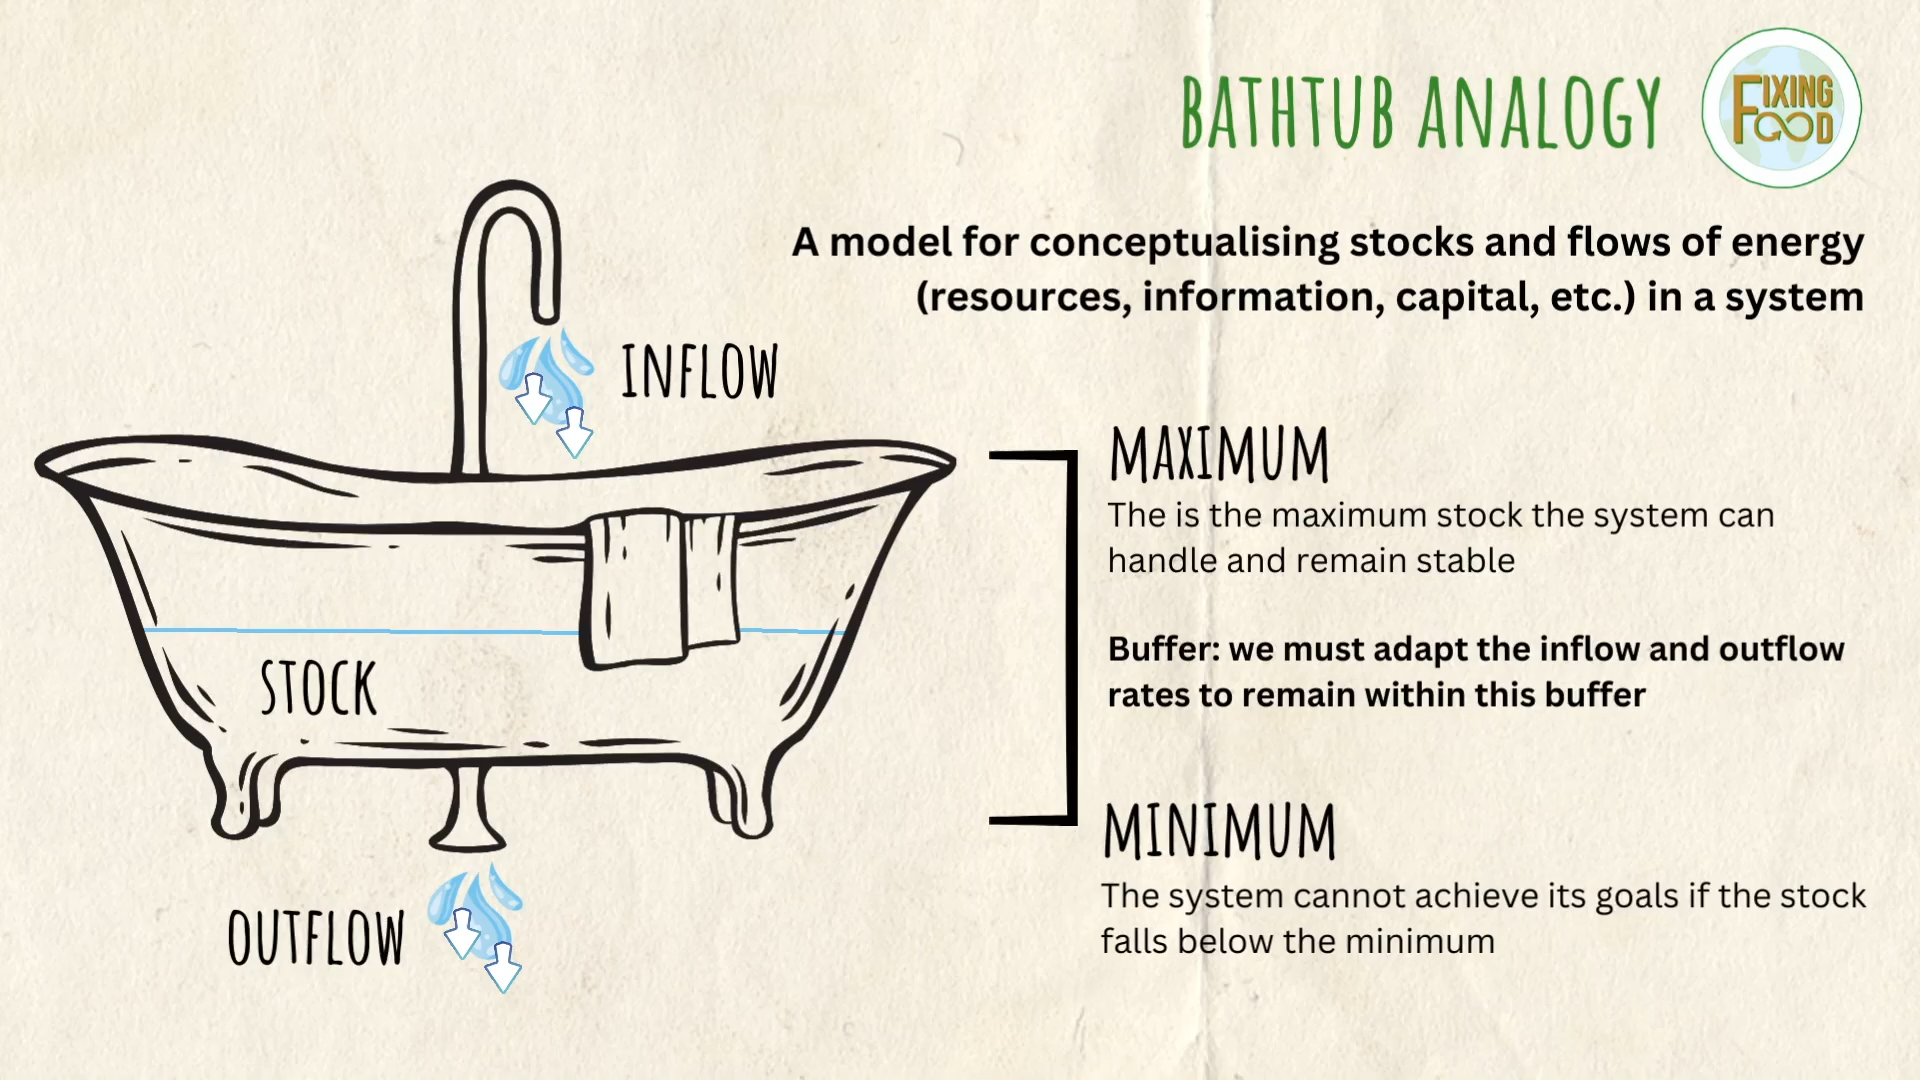 BATHTUB ANALOGY
FIXING
FOOD
A model for conceptualising stocks and flows of energy
(resources, information, capital, etc.) in a system
INFLOW
MAXIMUM
The is the maximum stock the system can
handle and remain stable
Buffer: we must adapt the inflow and outflow
rates to remain within this buffer
STOCK
MINIMUM
The system cannot achieve its goals if the stock
falls below the minimum
OUTFLOW